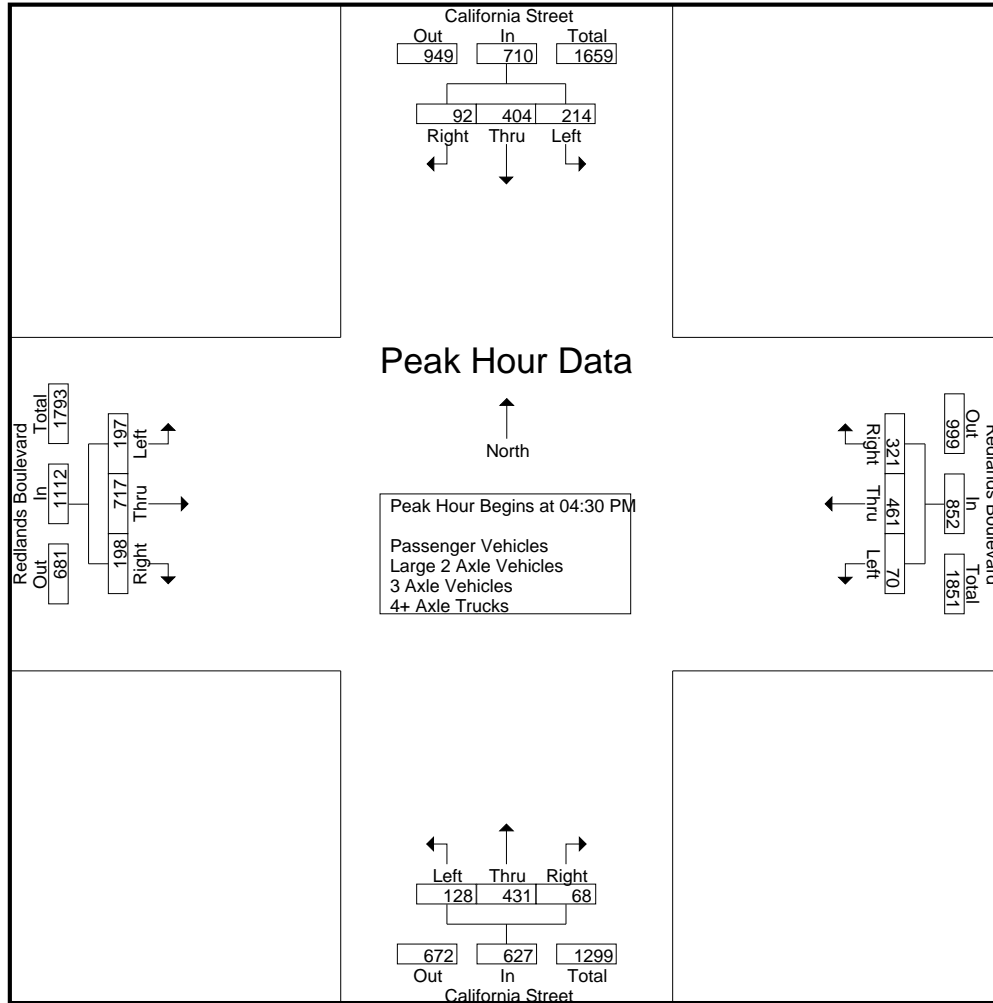 California Street
Out In Total
949 710 1659
92 404 214
Right Thru Left
Peak Hour Data
North
Peak Hour Begins at 04:30 PM
Passenger Vehicles
Large 2 Axle Vehicles
3 Axle Vehicles
4+ Axle Trucks
Redlands Boulevard
Out In Total
681 1112 1793
198 717 197
Right Thru Left
Redlands Boulevard
Out In Total
999 852 1851
321 461 70
Right Thru Left
Left Thru Right
128 431 68
672 627 1299
Out In Total
California Street